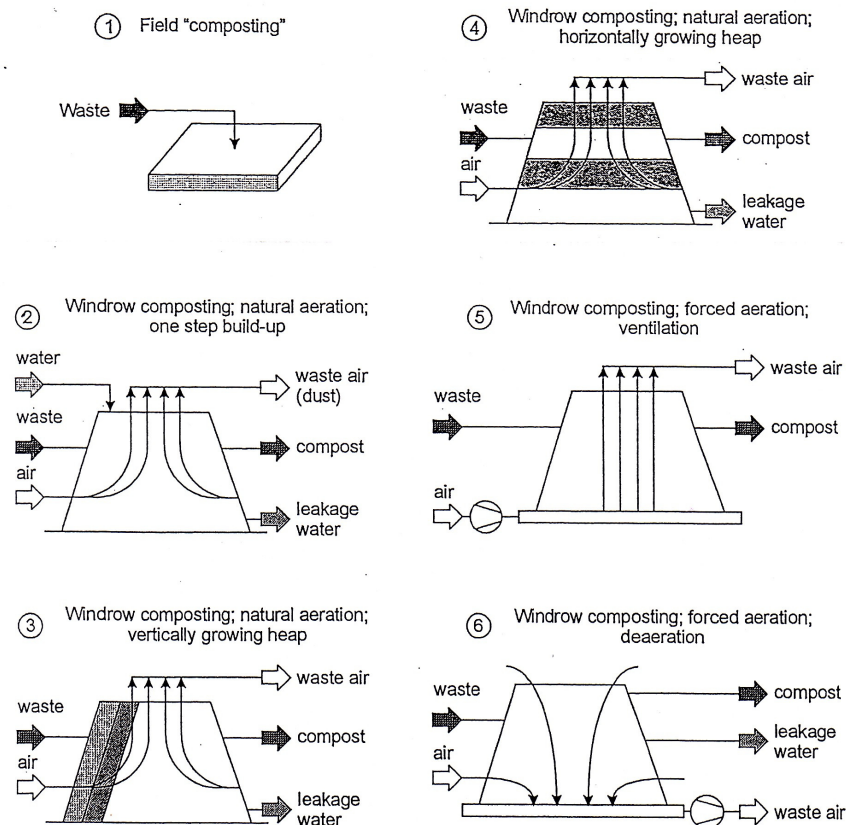 ① Field “composting”
Waste
② Windrow composting; natural aeration;
one step build-up
water
waste
air
waste air
(dust)
compost
leakage
water
③ Windrow composting; natural aeration;
vertically growing heap
waste
air
waste air
compost
leakage
water
④ Windrow composting; natural aeration;
horizontally growing heap
waste
air
waste air
compost
leakage
water
⑤ Windrow composting; forced aeration;
ventilation
waste
air
waste air
compost
⑥ Windrow composting; forced aeration;
deaeration
waste
air
compost
leakage
water
waste air